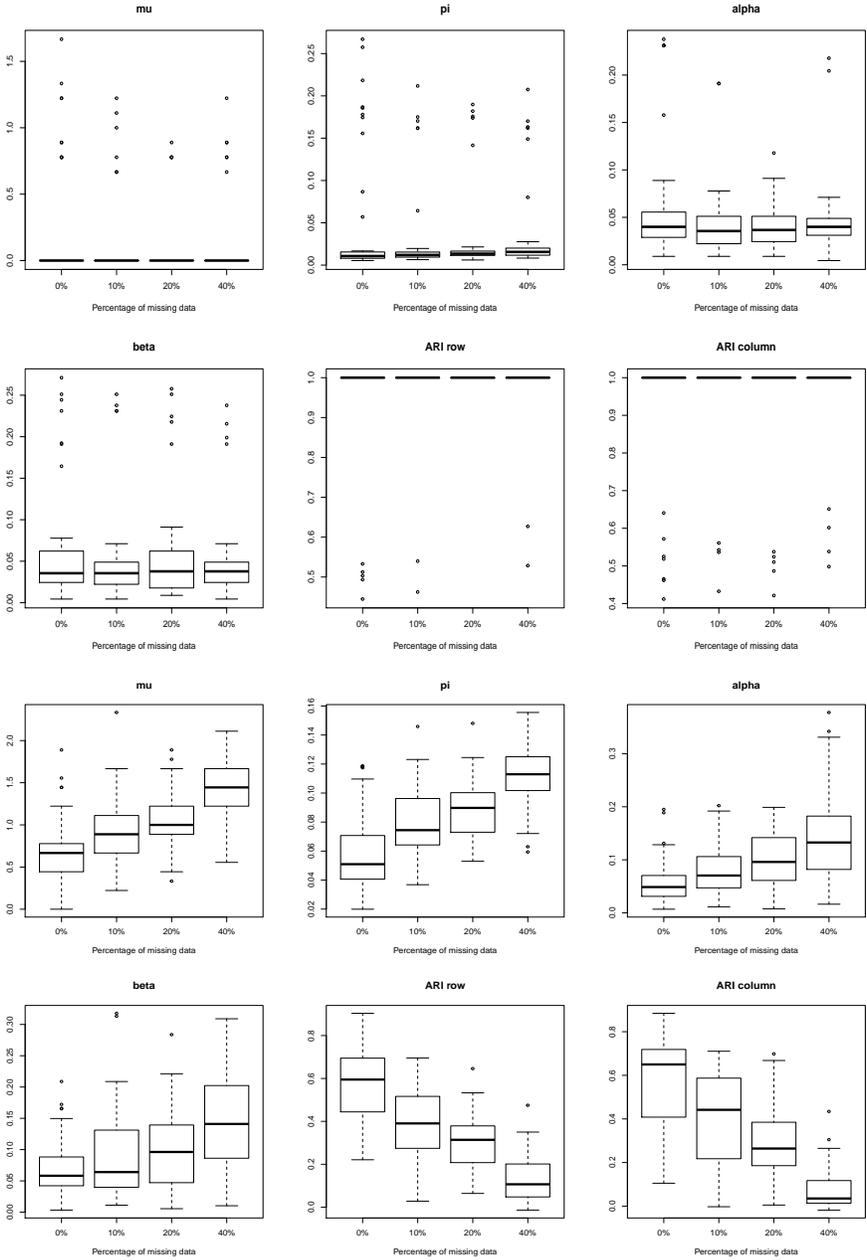 mu
pi
alpha
0.0
0.5
1.0
1.5
0.00
0.05
0.10
0.15
0.20
0.25
0.00
0.05
0.10
0.15
0.20
0% 10% 20% 40%
0% 10% 20% 40%
0% 10% 20% 40%
Percentage of missing data
Percentage of missing data
Percentage of missing data
beta
ARI row
ARI column
0.00
0.05
0.10
0.15
0.20
0.25
0.5
0.6
0.7
0.8
0.9
1.0
0.4
0.5
0.6
0.7
0.8
0.9
1.0
0% 10% 20% 40%
0% 10% 20% 40%
0% 10% 20% 40%
Percentage of missing data
Percentage of missing data
Percentage of missing data
mu
pi
alpha
0.0
0.5
1.0
1.5
2.0
0.02
0.04
0.06
0.08
0.10
0.12
0.14
0.16
0.0
0.1
0.2
0.3
0% 10% 20% 40%
0% 10% 20% 40%
0% 10% 20% 40%
Percentage of missing data
Percentage of missing data
Percentage of missing data
beta
ARI row
ARI column
0.00
0.05
0.10
0.15
0.20
0.25
0.30
0.0
0.2
0.4
0.6
0.8
0.0
0.2
0.4
0.6
0.8
0% 10% 20% 40%
0% 10% 20% 40%
0% 10% 20% 40%
Percentage of missing data
Percentage of missing data
Percentage of missing data